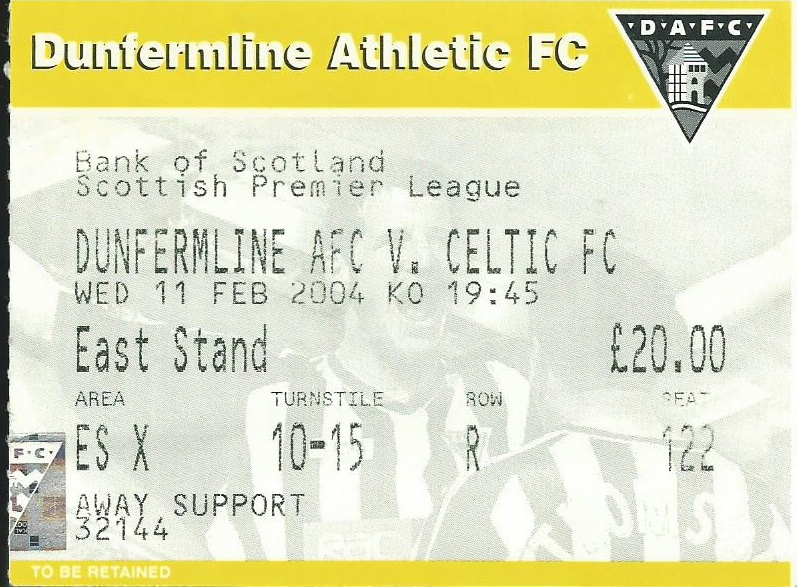 Dunfermline Athletic FC
D·A·F·C
Bank of Scotland
Scottish Premier League
DUNFERMLINE AFC V. CELTIC FC
WED 11 FEB 2004 KO 19:45
East Stand £20.00
AREA TURNSTILE ROW SEAT
ES X 10-15 R 122
F·C
AWAY SUPPORT
32144
TO BE RETAINED